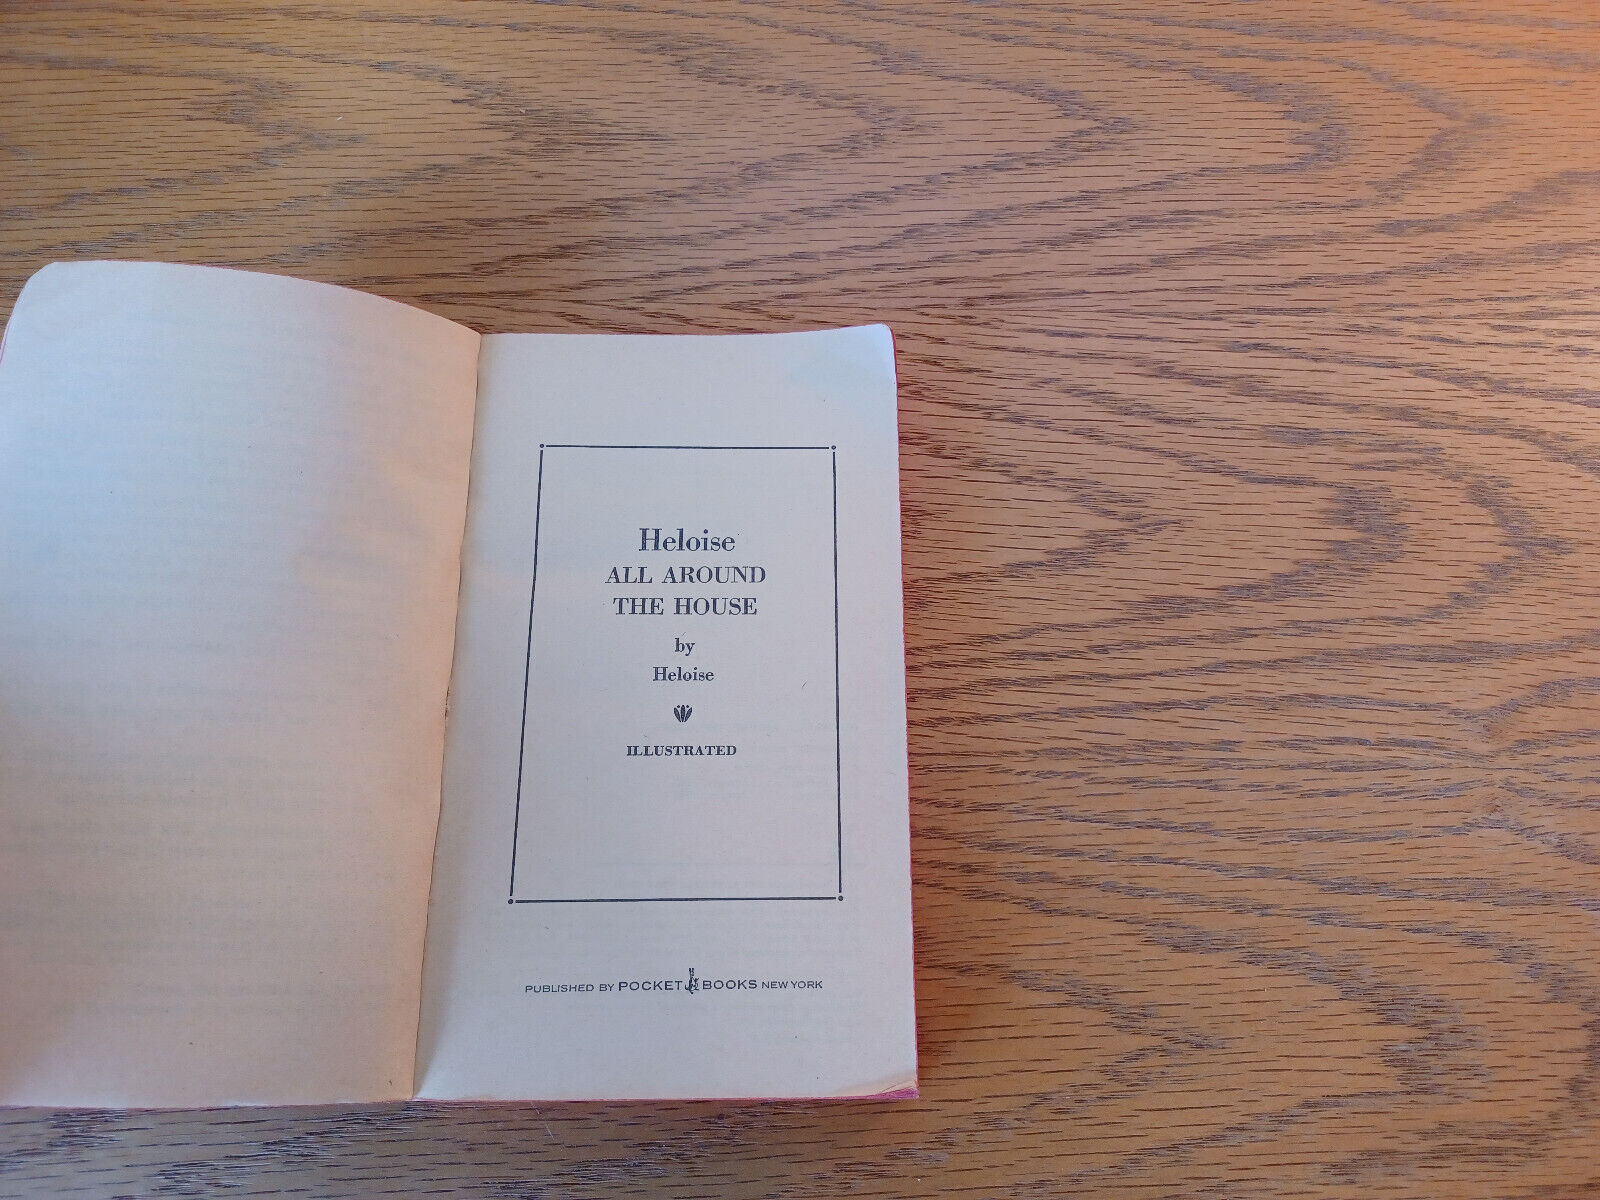 Heloise
ALL AROUND
THE HOUSE
by
Heloise
ILLUSTRATED
PUBLISHED BY POCKET BOOKS NEW YORK